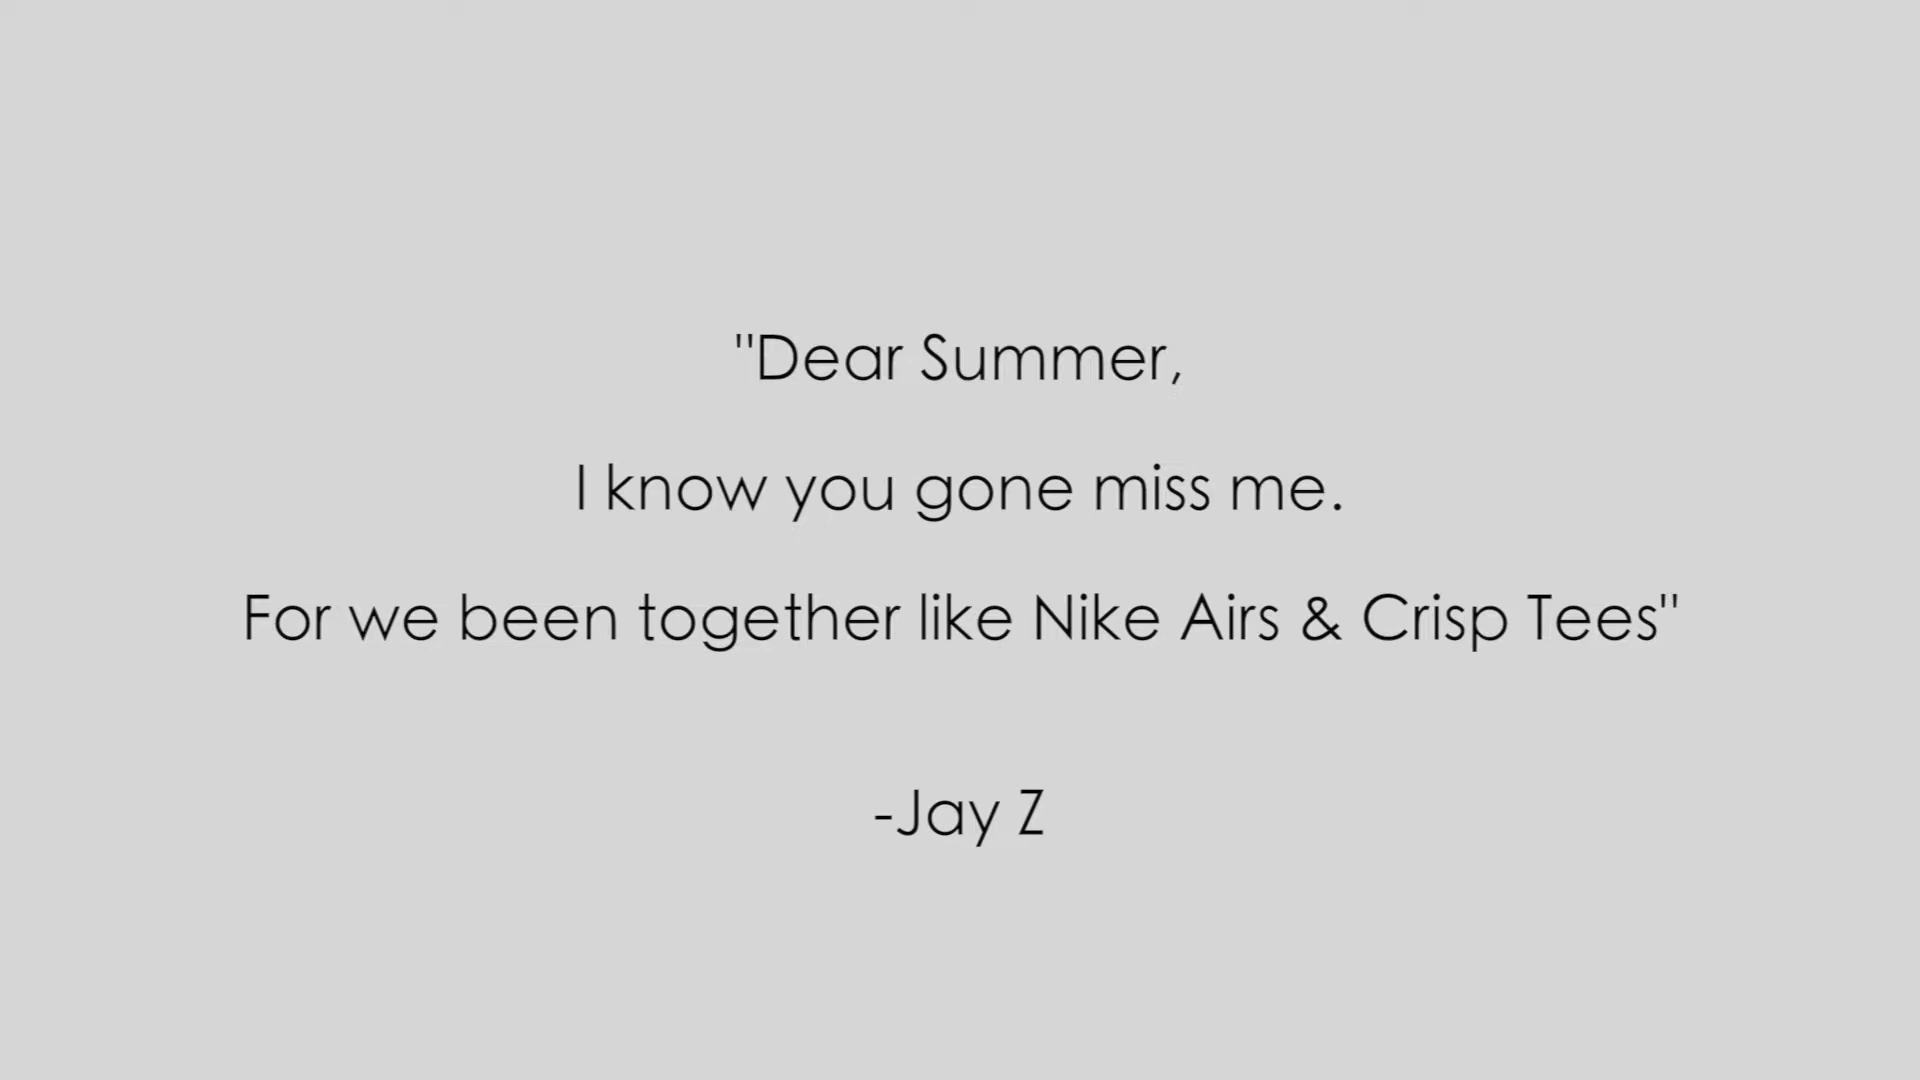 "Dear Summer,
I know you gone miss me.
For we been together like Nike Airs & Crisp Tees"
-Jay Z